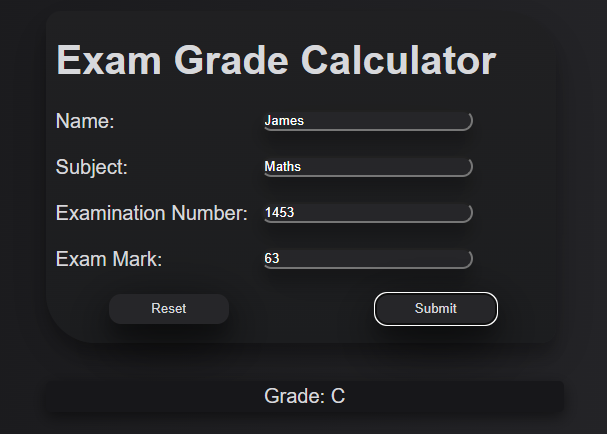 Exam Grade Calculator
Name: James
Subject: Maths
Examination Number: 1453
Exam Mark: 63
Reset Submit
Grade: C